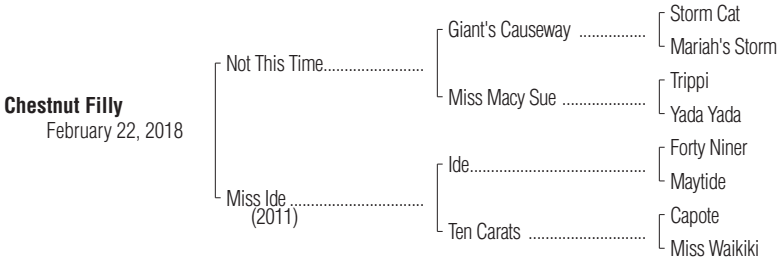 Storm Cat
Giant's Causeway ................
Mariah's Storm
Not This Time........................
Trippi
Miss Macy Sue ....................
Yada Yada
Chestnut Filly
February 22, 2018
Forty Niner
Ide.........................................
Maytide
Miss Ide ................................
(2011)
Capote
Ten Carats ............................
Miss Waikiki